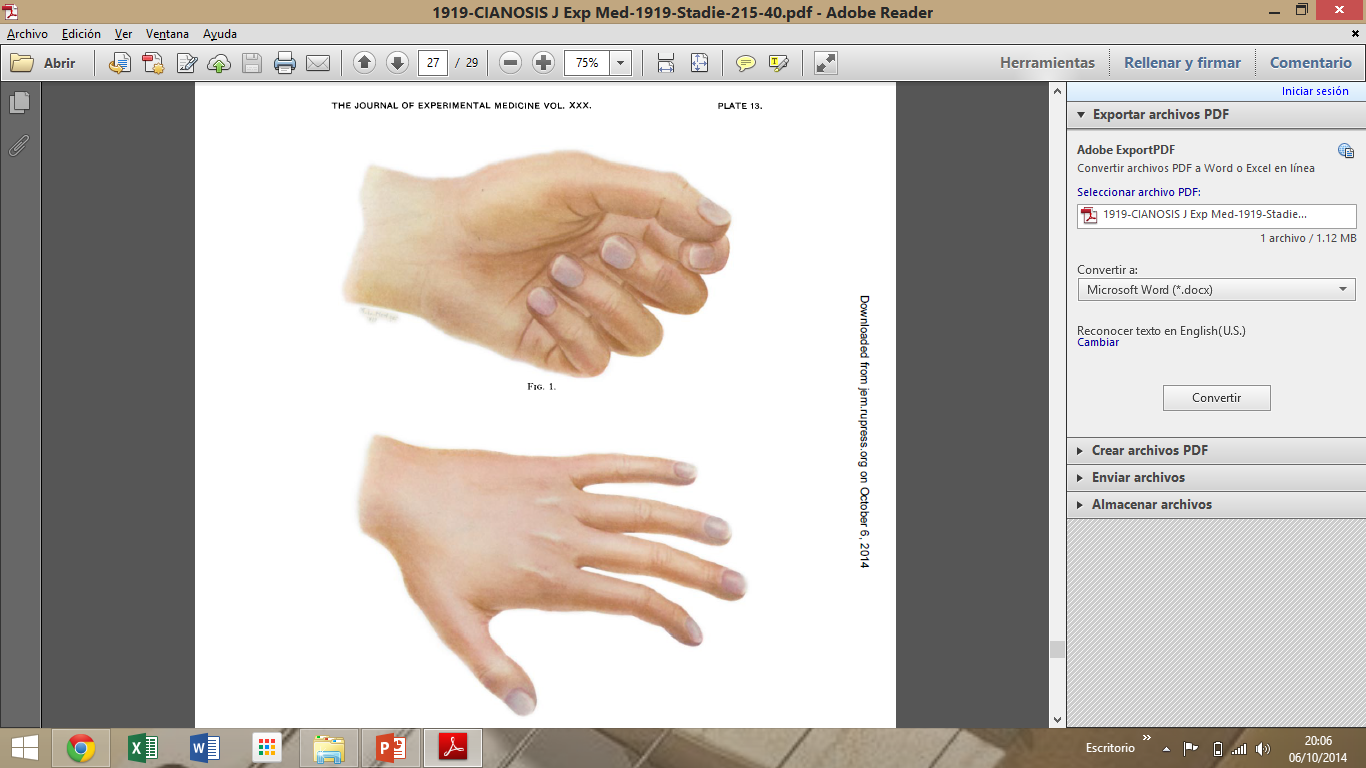 1919-CIANOSIS J Exp Med-1919-Stadie-215-40.pdf - Adobe Reader
Archivo Edición Ver Ventana Ayuda
Abrir 27 / 29 75% Herramientas Rellenar y firmar Comentario
Iniciar sesión
THE JOURNAL OF EXPERIMENTAL MEDICINE VOL. XXX. PLATE 13.
FIG. 1.
Downloaded from jem.rupress.org on October 6, 2014
Exportar archivos PDF
Adobe ExportPDF
Convertir archivos PDF a Word o Excel en línea
Seleccionar archivo PDF:
1919-CIANOSIS J Exp Med-1919-Stadie...
1 archivo / 1.12 MB
Convertir a:
Microsoft Word (*.docx)
Reconocer texto en English(U.S.)
Cambiar
Convertir
Crear archivos PDF
Enviar archivos
Almacenar archivos
Escritorio
20:06
06/10/2014